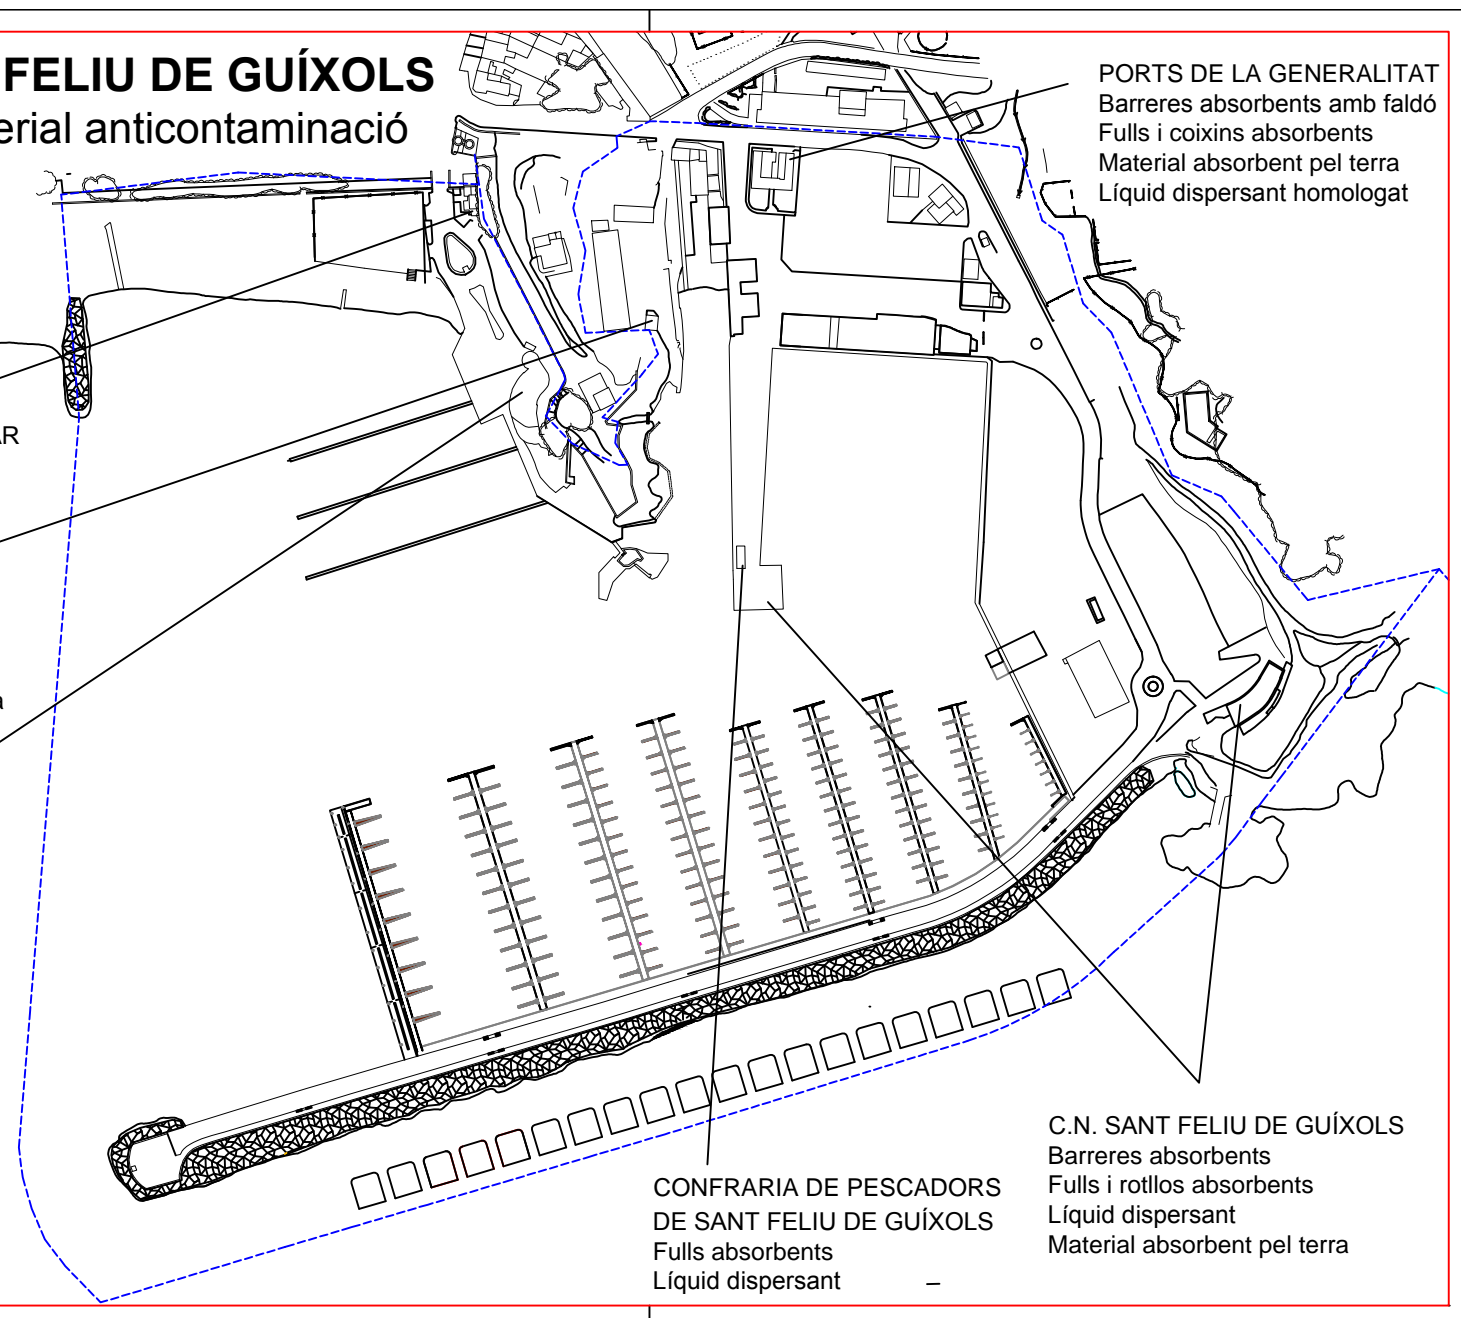 FELIU DE GUÍXOLS
erial anticontaminació
PORTS DE LA GENERALITAT
Barreres absorbents amb faldó
Fulls i coixins absorbents
Material absorbent pel terra
Líquid dispersant homologat
AR
a
CONFRARIA DE PESCADORS
DE SANT FELIU DE GUÍXOLS
Fulls absorbents
Líquid dispersant –
C.N. SANT FELIU DE GUÍXOLS
Barreres absorbents
Fulls i rotllos absorbents
Líquid dispersant
Material absorbent pel terra